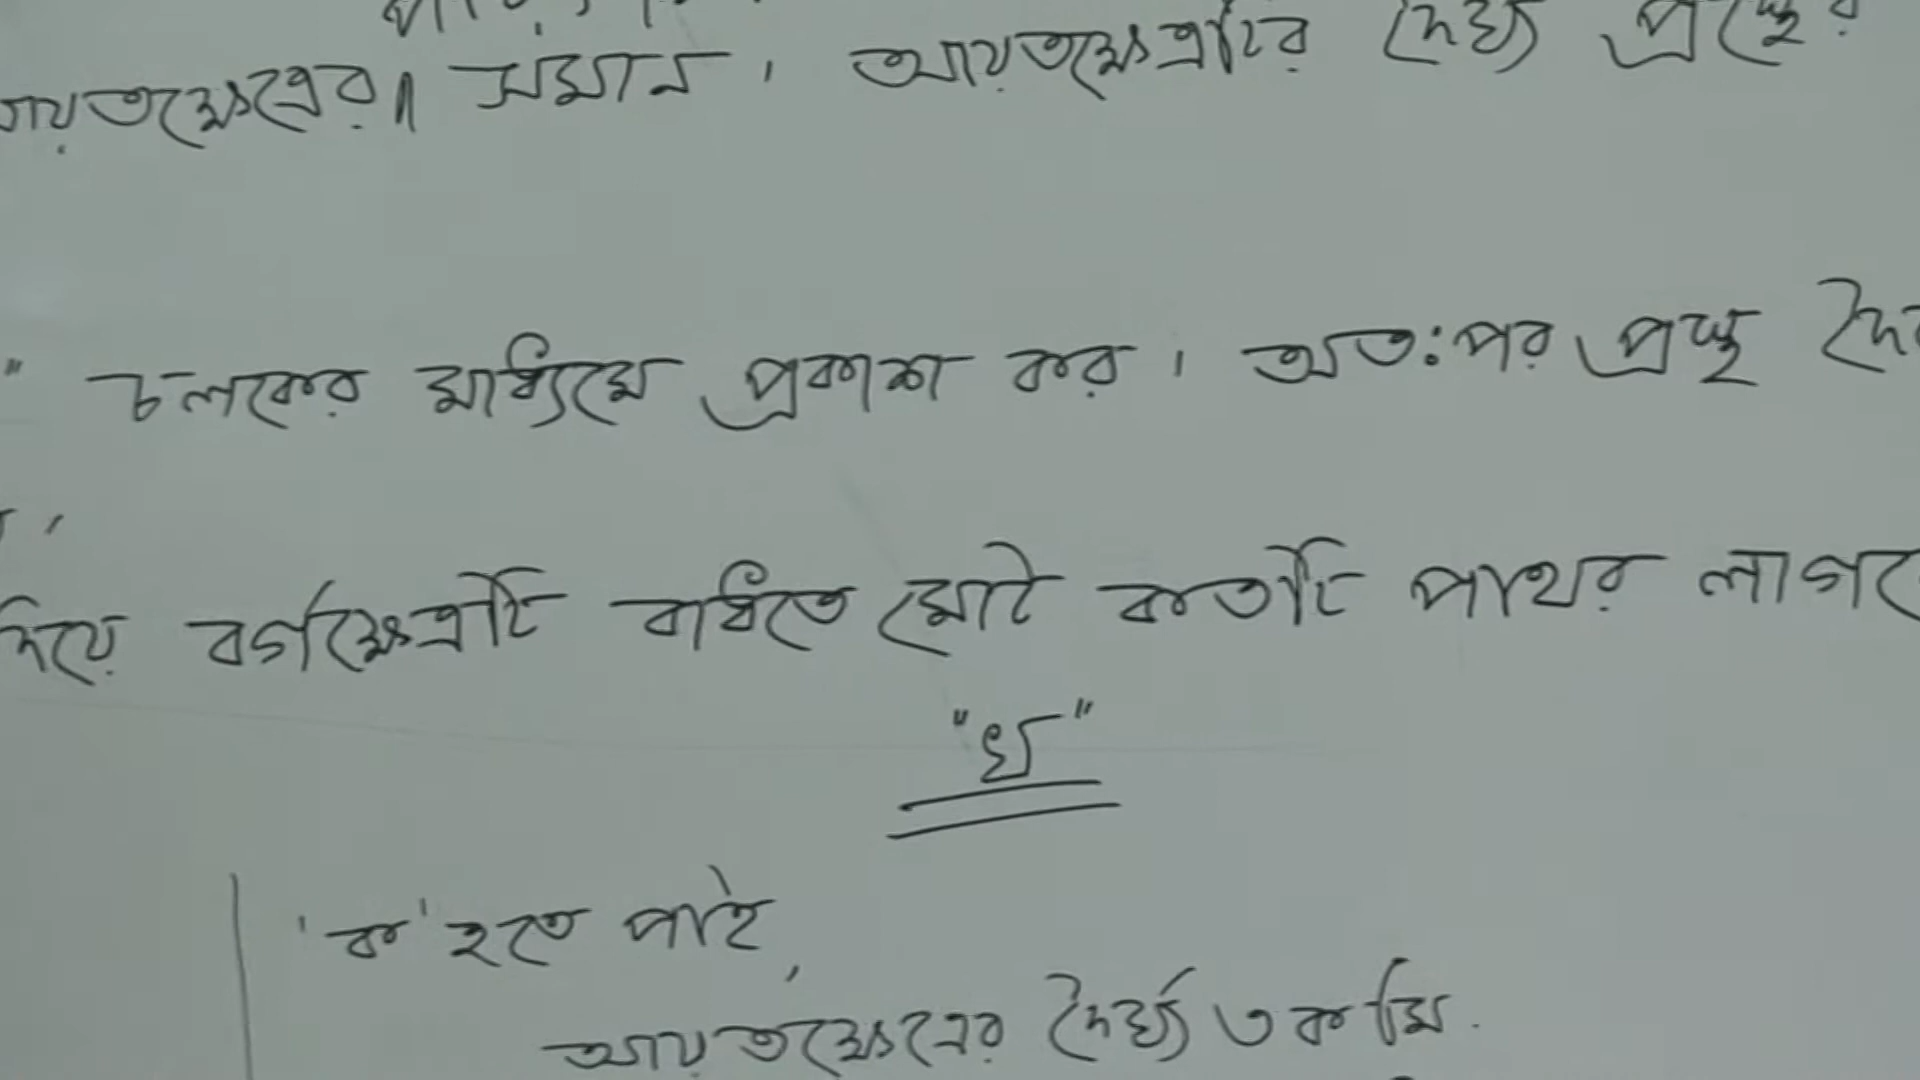 আয়তক্ষেত্রের সমান। আয়তক্ষেত্রটির দৈর্ঘ্য প্রস্থের
" চলকের মাধ্যমে প্রকাশ কর। অতঃপর প্রস্থ
দিয়ে বর্গক্ষেত্রটি বাধিতে মোট কতটি পাথর লাগবে
"খ"
'ক' হতে পাই,
আয়তক্ষেত্রের দৈর্ঘ্য ৩ক মি.